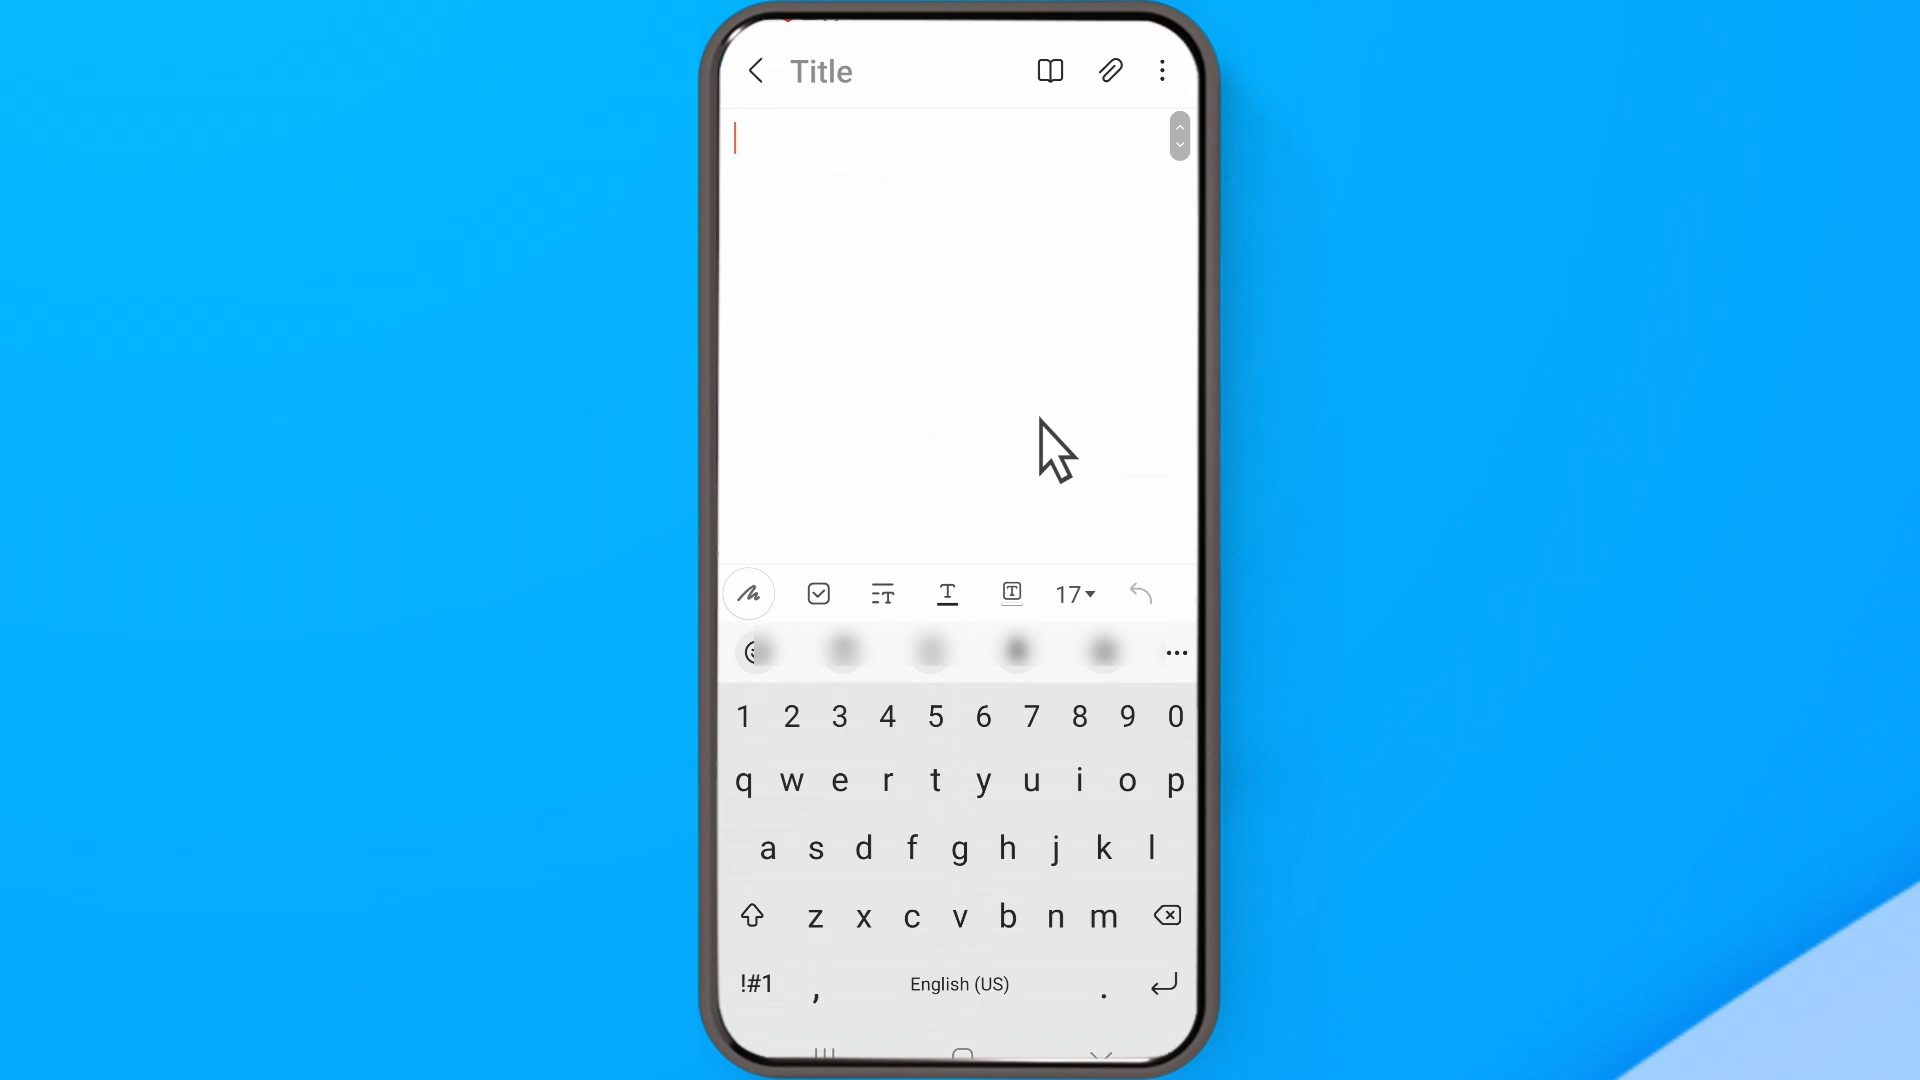 Title
17
1 2 3 4 5 6 7 8 9 0
q w e r t y u i o p
a s d f g h j k l
z x c v b n m
!#1 , English (US) .